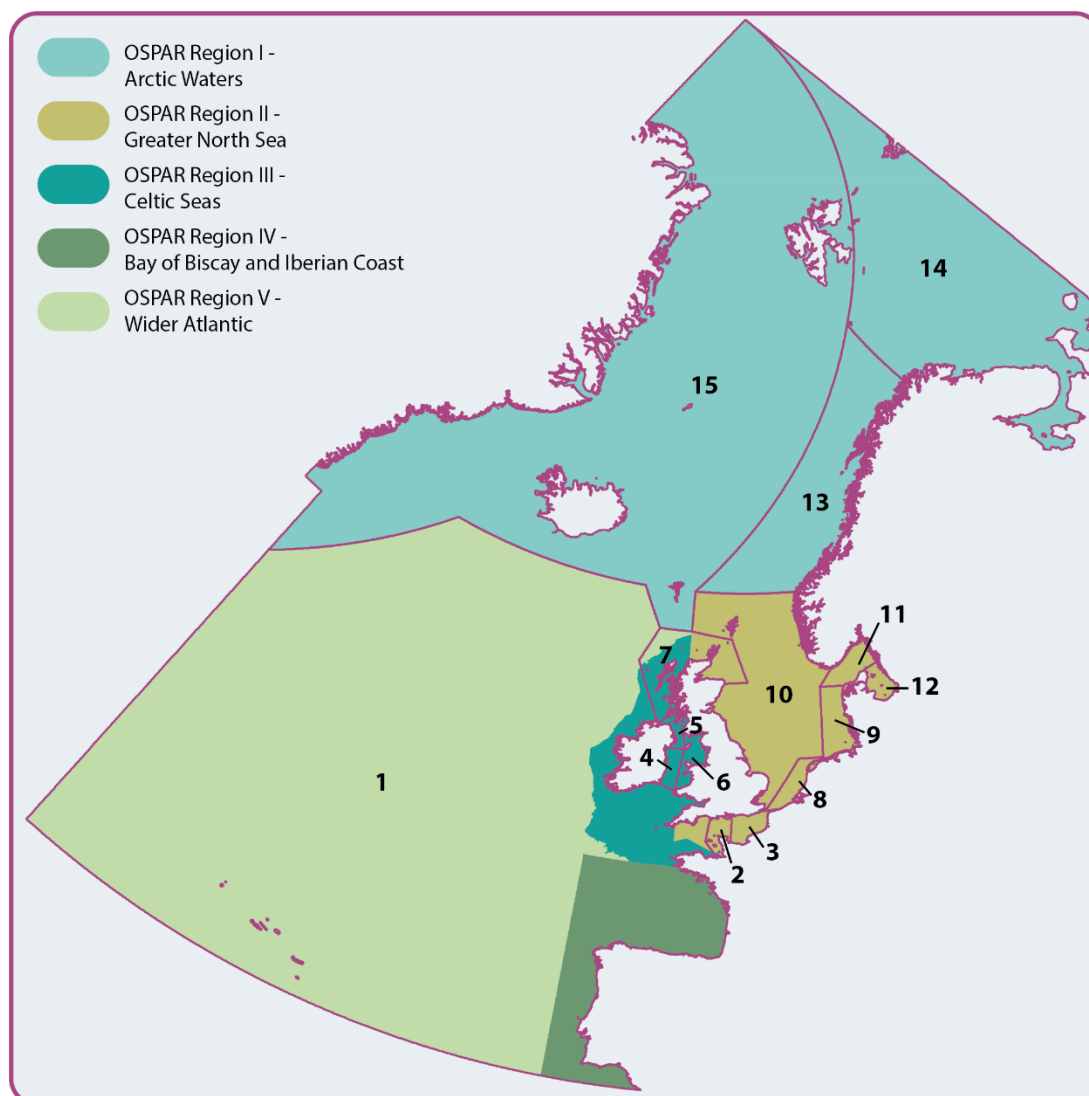 OSPAR Region I -
Arctic Waters
OSPAR Region II -
Greater North Sea
OSPAR Region III -
Celtic Seas
OSPAR Region IV -
Bay of Biscay and Iberian Coast
OSPAR Region V -
Wider Atlantic
14
15
13
11
7
12
10
5
9
4
1
6
8
3
2